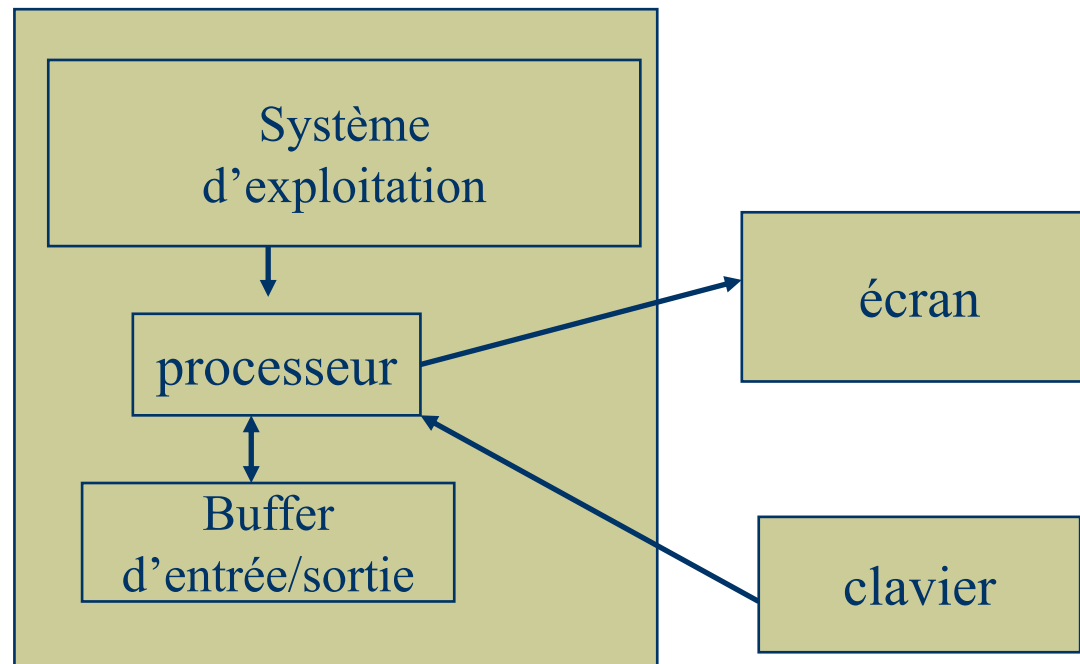 Système
d’exploitation
écran
processeur
Buffer
d’entrée/sortie
clavier